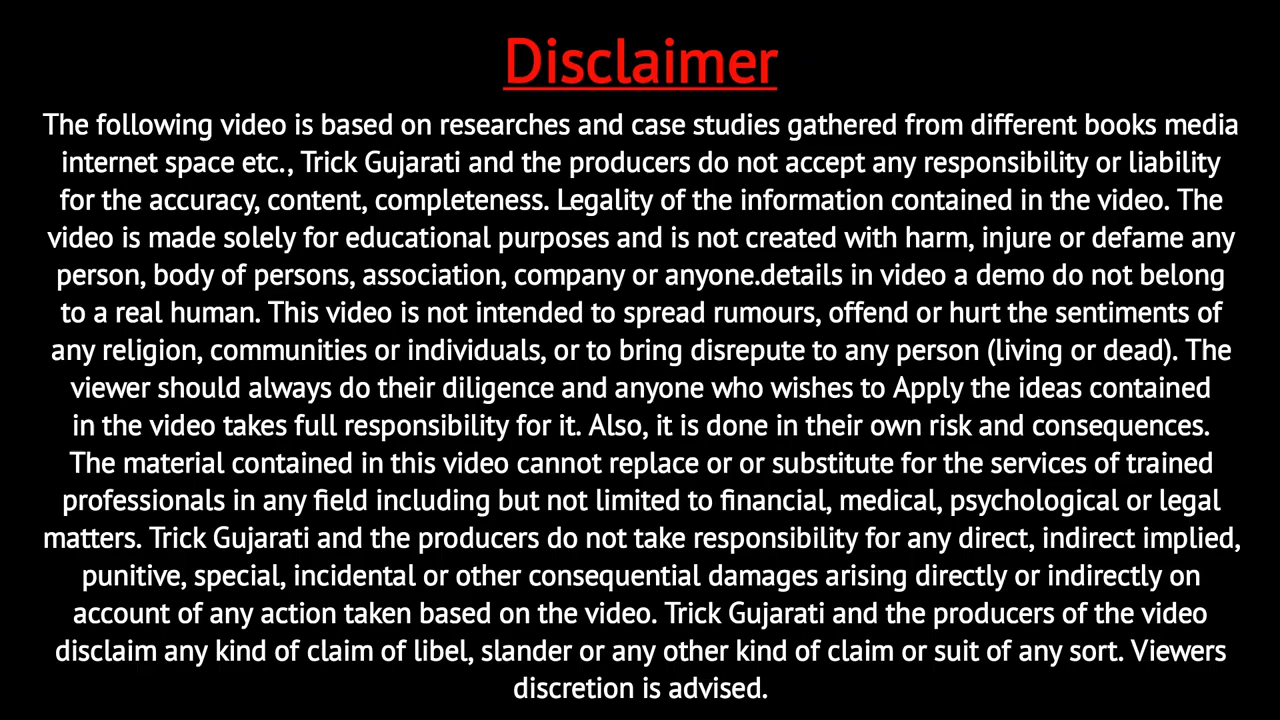 Disclaimer
The following video is based on researches and case studies gathered from different books media
internet space etc., Trick Gujarati and the producers do not accept any responsibility or liability
for the accuracy, content, completeness. Legality of the information contained in the video. The
video is made solely for educational purposes and is not created with harm, injure or defame any
person, body of persons, association, company or anyone.details in video a demo do not belong
to a real human. This video is not intended to spread rumours, offend or hurt the sentiments of
any religion, communities or individuals, or to bring disrepute to any person (living or dead). The
viewer should always do their diligence and anyone who wishes to Apply the ideas contained
in the video takes full responsibility for it. Also, it is done in their own risk and consequences.
The material contained in this video cannot replace or or substitute for the services of trained
professionals in any field including but not limited to financial, medical, psychological or legal
matters. Trick Gujarati and the producers do not take responsibility for any direct, indirect implied,
punitive, special, incidental or other consequential damages arising directly or indirectly on
account of any action taken based on the video. Trick Gujarati and the producers of the video
disclaim any kind of claim of libel, slander or any other kind of claim or suit of any sort. Viewers
discretion is advised.